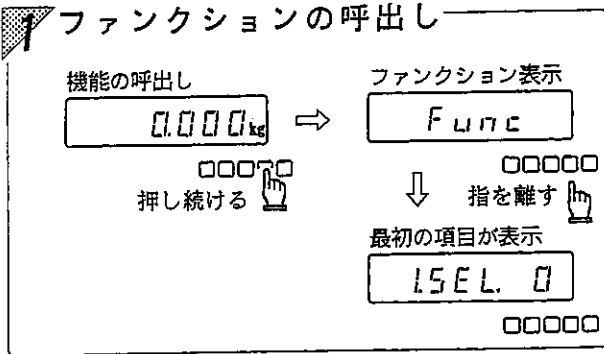 1 ファンクションの呼出し
機能の呼出し
0.000kg
押し続ける
ファンクション表示
Func
指を離す
最初の項目が表示
1.SEL. 0